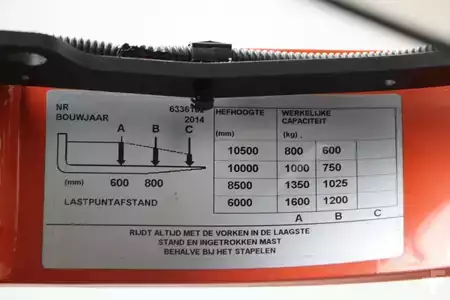 NR 6336102
BOUWJAAR 2014
A B C
(mm) 600 800
LASTPUNTAFSTAND
HEFHOOGTE WERKELIJKE
CAPACITEIT
(mm) (kg)
10500 800 600
10000 1000 750
8500 1350 1025
6000 1600 1200
A B C
RIJDT ALTIJD MET DE VORKEN IN DE LAAGSTE
STAND EN INGETROKKEN MAST
BEHALVE BIJ HET STAPELEN